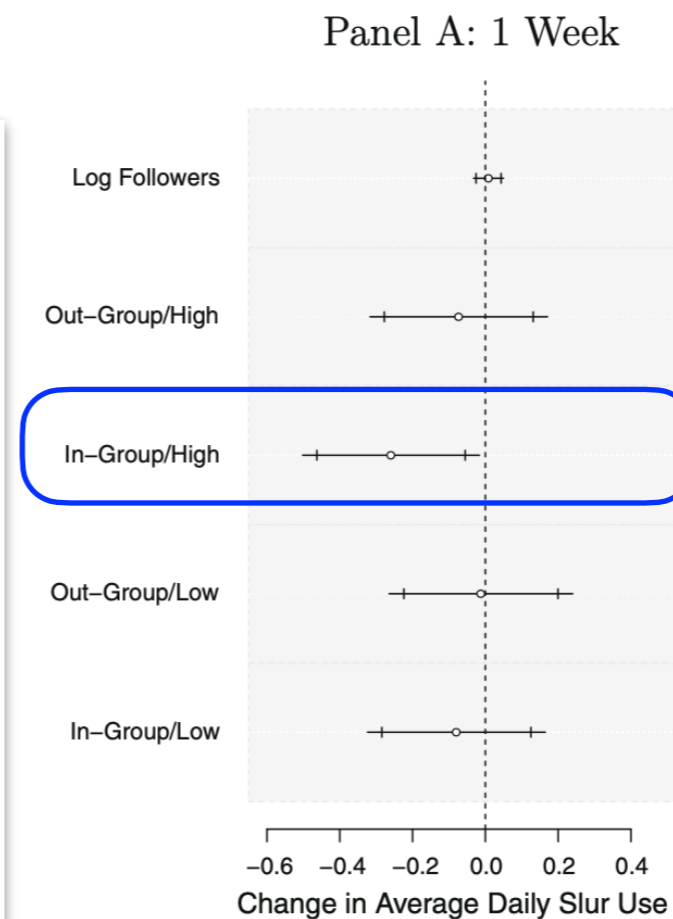 Panel A: 1 Week
Log Followers
Out−Group/High
In−Group/High
Out−Group/Low
In−Group/Low
−0.6 −0.4 −0.2 0.0 0.2 0.4
Change in Average Daily Slur Use